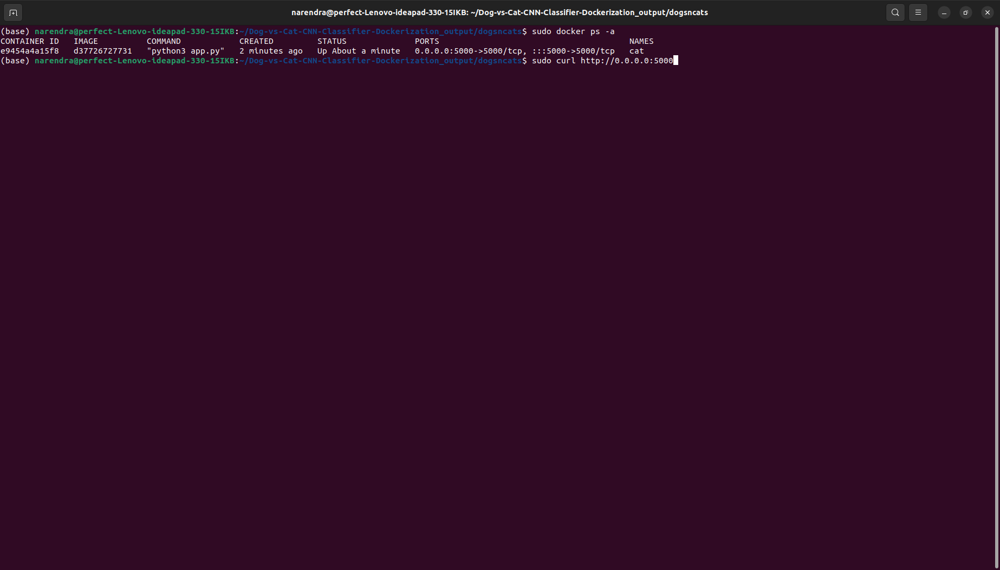 narendra@perfect-Lenovo-ideapad-330-15IKB: ~/Dog-vs-Cat-CNN-Classifier-Dockerization_output/dogsncats
(base) narendra@perfect-Lenovo-ideapad-330-15IKB:~/Dog-vs-Cat-CNN-Classifier-Dockerization_output/dogsncats$ sudo docker ps -a
CONTAINER ID   IMAGE          COMMAND            CREATED         STATUS              PORTS                                       NAMES
e9454a4a15f8   d37726727731   "python3 app.py"   2 minutes ago   Up About a minute   0.0.0.0:5000->5000/tcp, :::5000->5000/tcp   cat
(base) narendra@perfect-Lenovo-ideapad-330-15IKB:~/Dog-vs-Cat-CNN-Classifier-Dockerization_output/dogsncats$ sudo curl http://0.0.0.0:5000